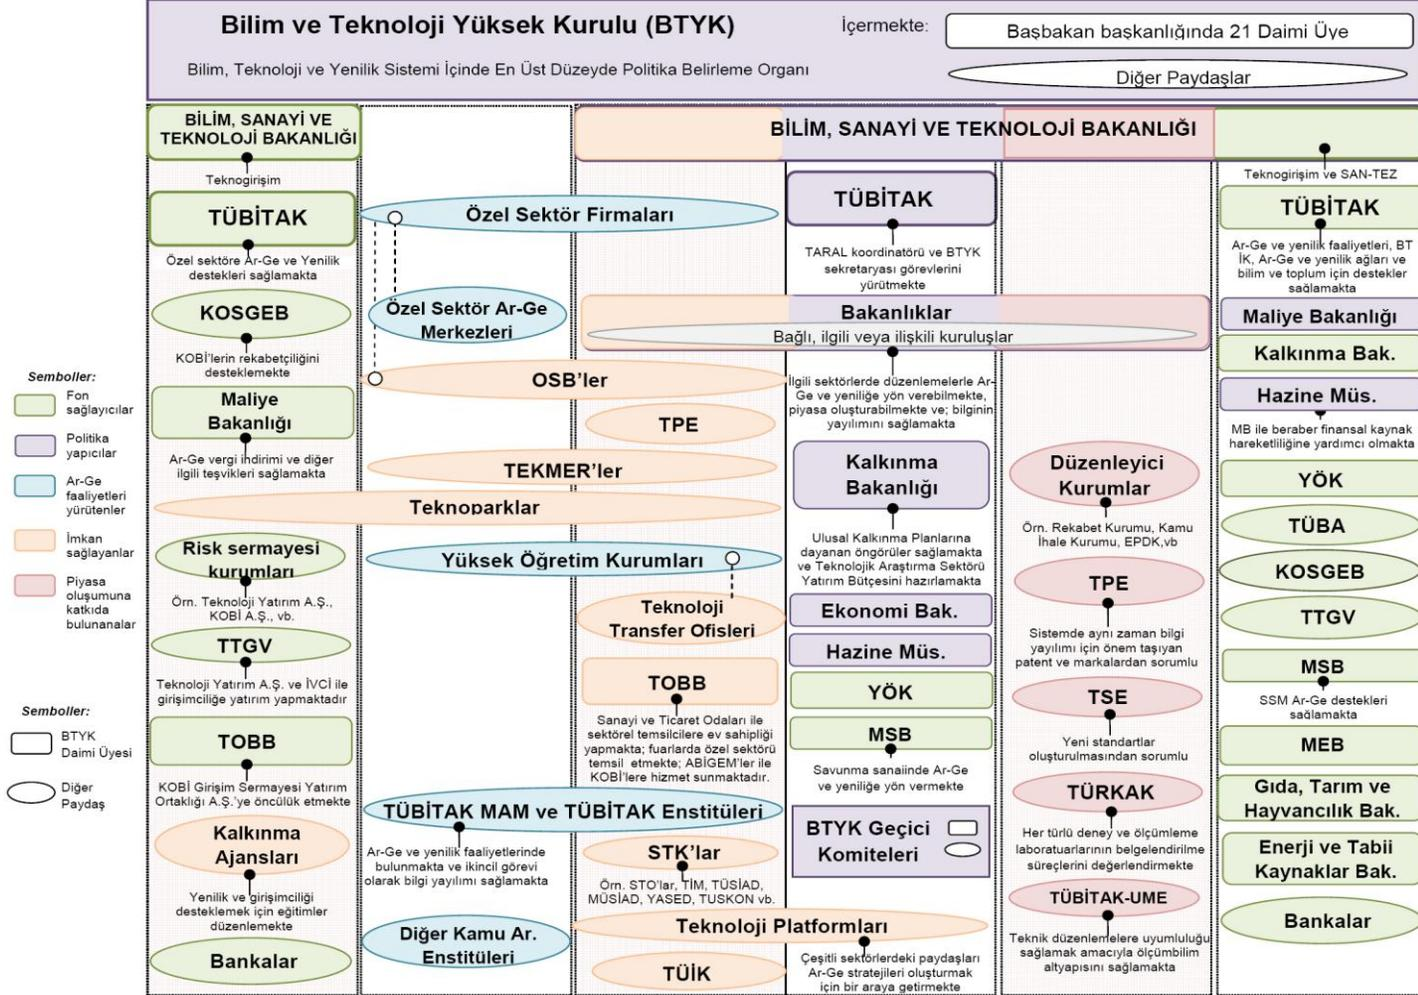 Bilim ve Teknoloji Yüksek Kurulu (BTYK)
İçermekte:
Başbakan başkanlığında 21 Daimi Üye
Bilim, Teknoloji ve Yenilik Sistemi İçinde En Üst Düzeyde Politika Belirleme Organı
Diğer Paydaşlar
Semboller:
Fon
sağlayıcılar
Politika
yapıcılar
Ar-Ge
faaliyetleri
yürütenler
İmkan
sağlayanlar
Piyasa
oluşumuna
katkıda
bulunanalar
Semboller:
BTYK
Daimi Üyesi
Diğer
Paydaş
BİLİM, SANAYİ VE
TEKNOLOJİ BAKANLIĞI
Teknogirişim
TÜBİTAK
Özel sektöre Ar-Ge ve Yenilik
destekleri sağlamakta
KOSGEB
KOBİ'lerin rekabetçiliğini
desteklemekte
Maliye
Bakanlığı
Ar-Ge vergi indirimi ve diğer
ilgili teşvikleri sağlamakta
Teknoparklar
Risk sermayesi
kurumları
Örn. Teknoloji Yatırım A.Ş.,
KOBİ A.Ş., vb.
TTGV
Teknoloji Yatırım A.Ş. ve İVCİ ile
girişimciliğe yatırım yapmaktadır
TOBB
KOBİ Girişim Sermayesi Yatırım
Ortaklığı A.Ş.'ye öncülük etmekte
Kalkınma
Ajansları
Yenilik ve girişimciliği
desteklemek için eğitimler
düzenlemekte
Bankalar
Özel Sektör Firmaları
Özel Sektör Ar-Ge
Merkezleri
OSB'ler
TPE
TEKMER'ler
Yüksek Öğretim Kurumları
Teknoloji
Transfer Ofisleri
TOBB
Sanayi ve Ticaret Odaları ile
sektörel temsilcilere ev sahipliği
yapmakta; fuarlarda özel sektörü
temsil etmekte; ABİGEM'ler ile
KOBİ'lere hizmet sunmaktadır.
TÜBİTAK MAM ve TÜBİTAK Enstitüleri
Ar-Ge ve yenilik faaliyetlerinde
bulunmakta ve ikincil görevi
olarak bilgi yayılımı sağlamakta
STK'lar
Örn. STO'lar, TİM, TÜSİAD,
MÜSİAD, YASED, TUSKON vb.
Diğer Kamu Ar.
Enstitüleri
Teknoloji Platformları
Çeşitli sektörlerdeki paydaşları
Ar-Ge stratejileri oluşturmak
için bir araya getirmekte
TÜİK
BİLİM, SANAYİ VE TEKNOLOJİ BAKANLIĞI
TÜBİTAK
TARAL koordinatörü ve BTYK
sekretaryası görevlerini
yürütmekte
Bakanlıklar
Bağlı, ilgili veya ilişkili kuruluşlar
İlgili sektörlerde düzenlemelerle Ar-
Ge ve yeniliğe yön verebilmekte,
piyasa oluşturabilmekte ve; bilginin
yayılımını sağlamakta
Kalkınma
Bakanlığı
Ulusal Kalkınma Planlarına
dayanan öngörüler sağlamakta
ve Teknolojik Araştırma Sektörü
Yatırım Bütçesini hazırlamakta
Ekonomi Bak.
Hazine Müs.
YÖK
MSB
Savunma sanaiinde Ar-Ge
ve yeniliğe yön vermekte
BTYK Geçici
Komiteleri
Düzenleyici
Kurumlar
Örn. Rekabet Kurumu, Kamu
İhale Kurumu, EPDK,vb
TPE
Sistemde aynı zaman bilgi
yayılımı için önem taşıyan
patent ve markalardan sorumlu
TSE
Yeni standartlar
oluşturulmasından sorumlu
TÜRKAK
Her türlü deney ve ölçümleme
laboratuarlarının belgelendirilme
süreçlerini değerlendirmekte
TÜBİTAK-UME
Teknik düzenlemelere uyumluluğu
sağlamak amacıyla ölçümbilim
altyapısını sağlamakta
Teknogirişim ve SAN-TEZ
TÜBİTAK
Ar-Ge ve yenilik faaliyetleri, BT
İK, Ar-Ge ve yenilik ağları ve
bilim ve toplum için destekler
sağlamakta
Maliye Bakanlığı
Kalkınma Bak.
Hazine Müs.
MB ile beraber finansal kaynak
hareketliliğine yardımcı olmakta
YÖK
TÜBA
KOSGEB
TTGV
MSB
SSM Ar-Ge destekleri
sağlamakta
MEB
Gıda, Tarım ve
Hayvancılık Bak.
Enerji ve Tabii
Kaynaklar Bak.
Bankalar